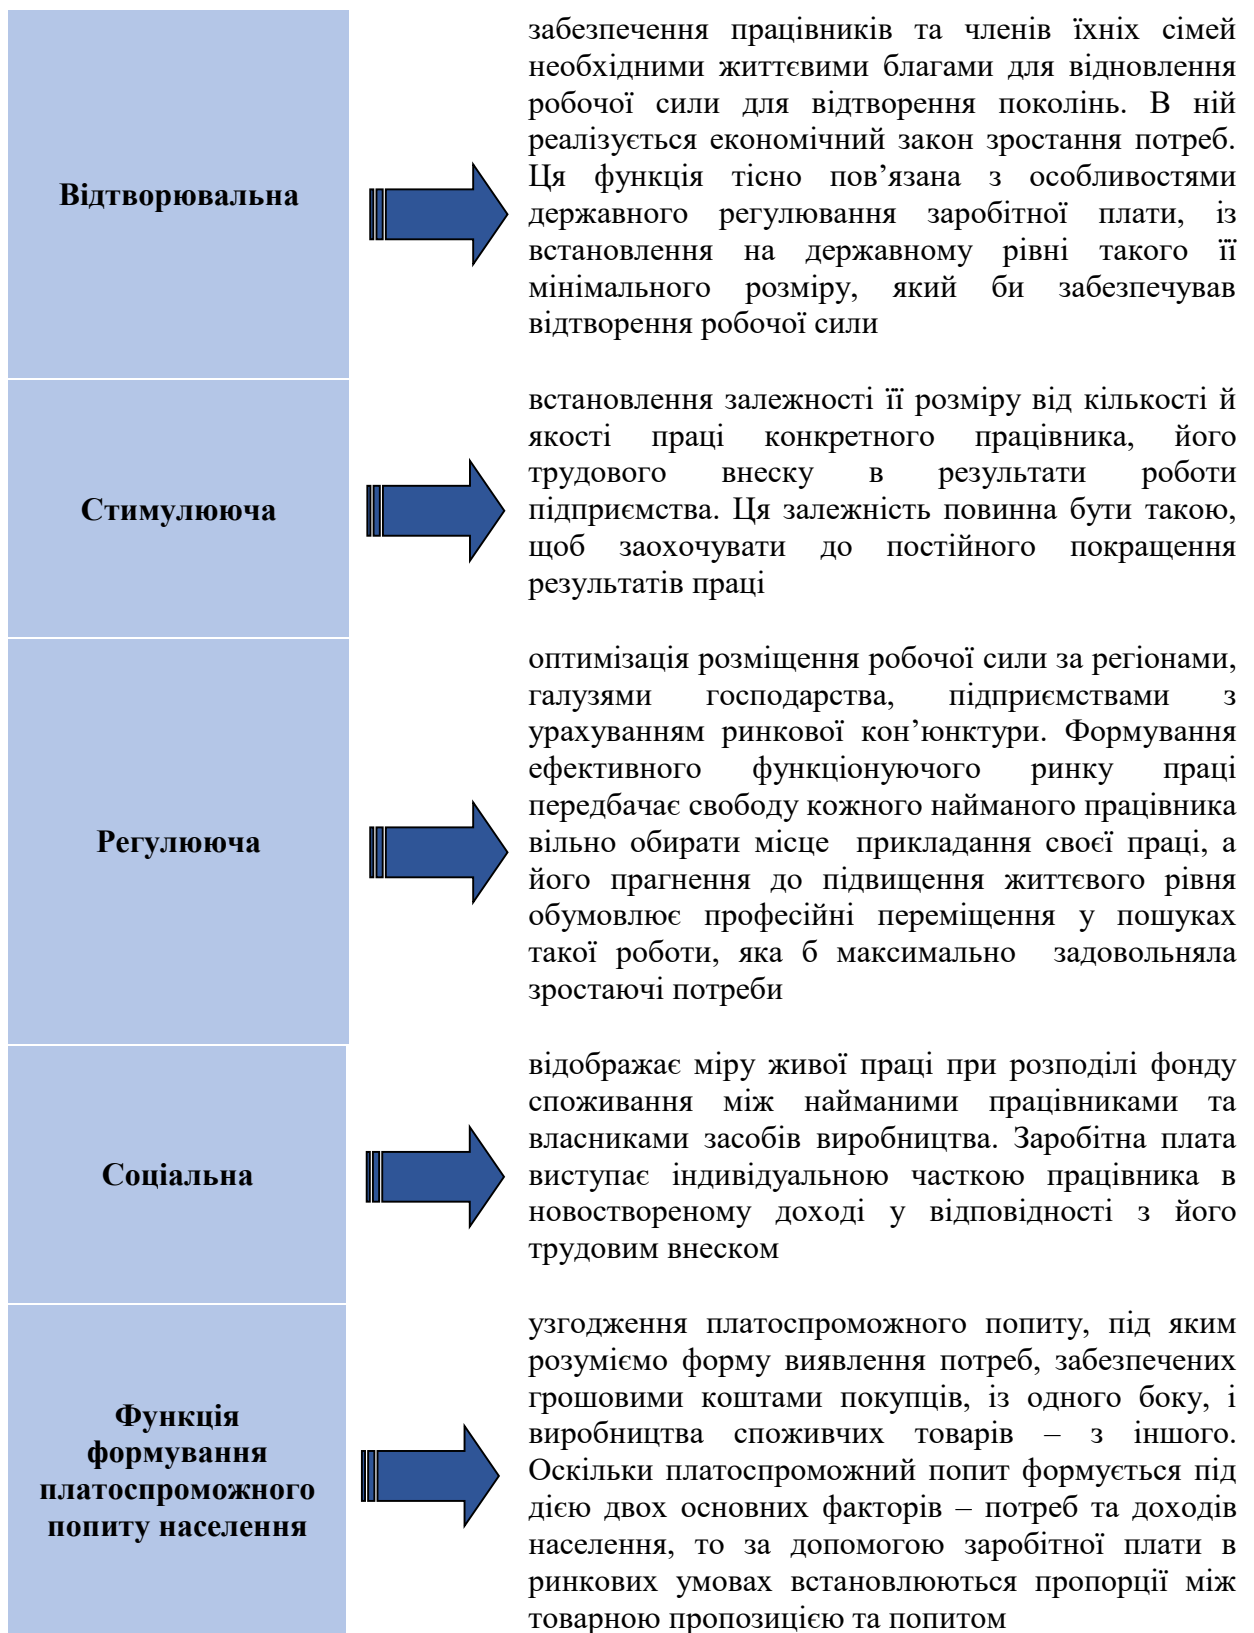 Відтворювальна
забезпечення працівників та членів їхніх сімей
необхідними життєвими благами для відновлення
робочої сили для відтворення поколінь. В ній
реалізується економічний закон зростання потреб.
Ця функція тісно пов’язана з особливостями
державного регулювання заробітної плати, із
встановлення на державному рівні такого її
мінімального розміру, який би забезпечував
відтворення робочої сили
Стимулююча
встановлення залежності її розміру від кількості й
якості праці конкретного працівника, його
трудового внеску в результати роботи
підприємства. Ця залежність повинна бути такою,
щоб заохочувати до постійного покращення
результатів праці
Регулююча
оптимізація розміщення робочої сили за регіонами,
галузями господарства, підприємствами з
урахуванням ринкової кон’юнктури. Формування
ефективного функціонуючого ринку праці
передбачає свободу кожного найманого працівника
вільно обирати місце прикладання своєї праці, а
його прагнення до підвищення життєвого рівня
обумовлює професійні переміщення у пошуках
такої роботи, яка б максимально задовольняла
зростаючі потреби
Соціальна
відображає міру живої праці при розподілі фонду
споживання між найманими працівниками та
власниками засобів виробництва. Заробітна плата
виступає індивідуальною часткою працівника в
новоствореному доході у відповідності з його
трудовим внеском
Функція
формування
платоспроможного
попиту населення
узгодження платоспроможного попиту, під яким
розуміємо форму виявлення потреб, забезпечених
грошовими коштами покупців, із одного боку, і
виробництва споживчих товарів – з іншого.
Оскільки платоспроможний попит формується під
дією двох основних факторів – потреб та доходів
населення, то за допомогою заробітної плати в
ринкових умовах встановлюються пропорції між
товарною пропозицією та попитом